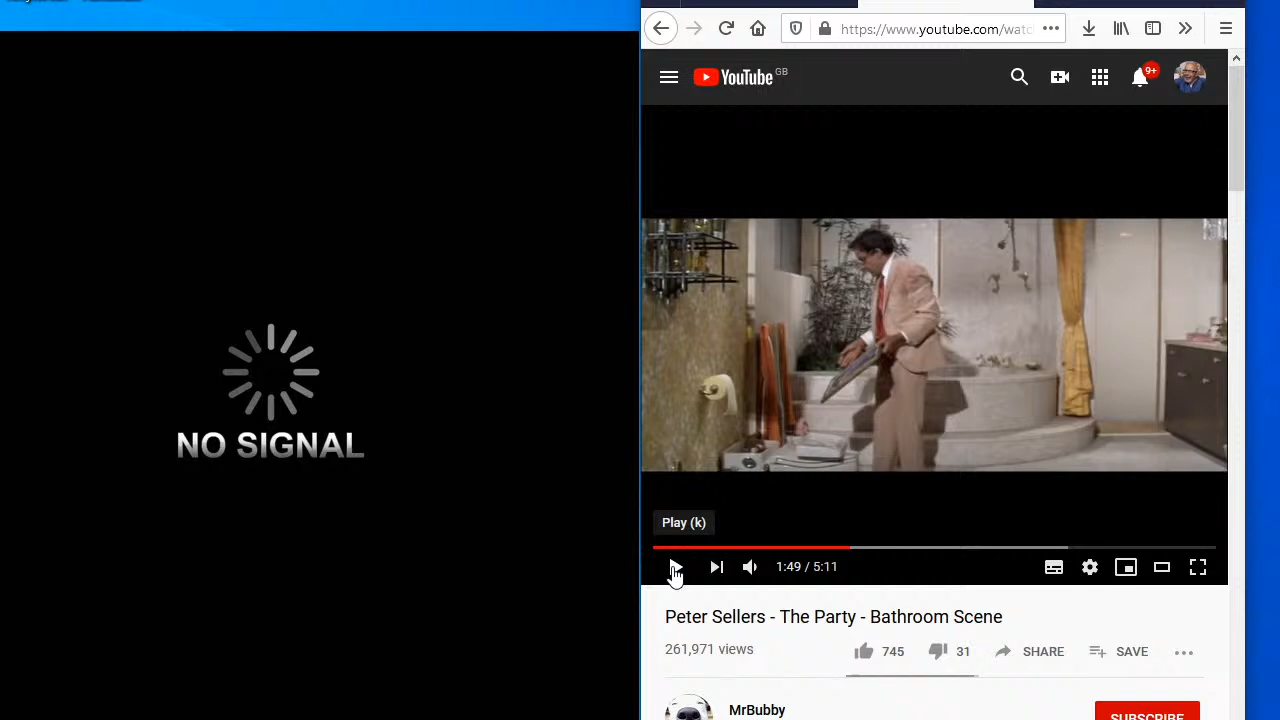 NO SIGNAL
https://www.youtube.com/watc
YouTube GB
9+
Play (k)
1:49 / 5:11
Peter Sellers - The Party - Bathroom Scene
261,971 views
745
31
SHARE
SAVE
MrBubby
SUBSCRIBE